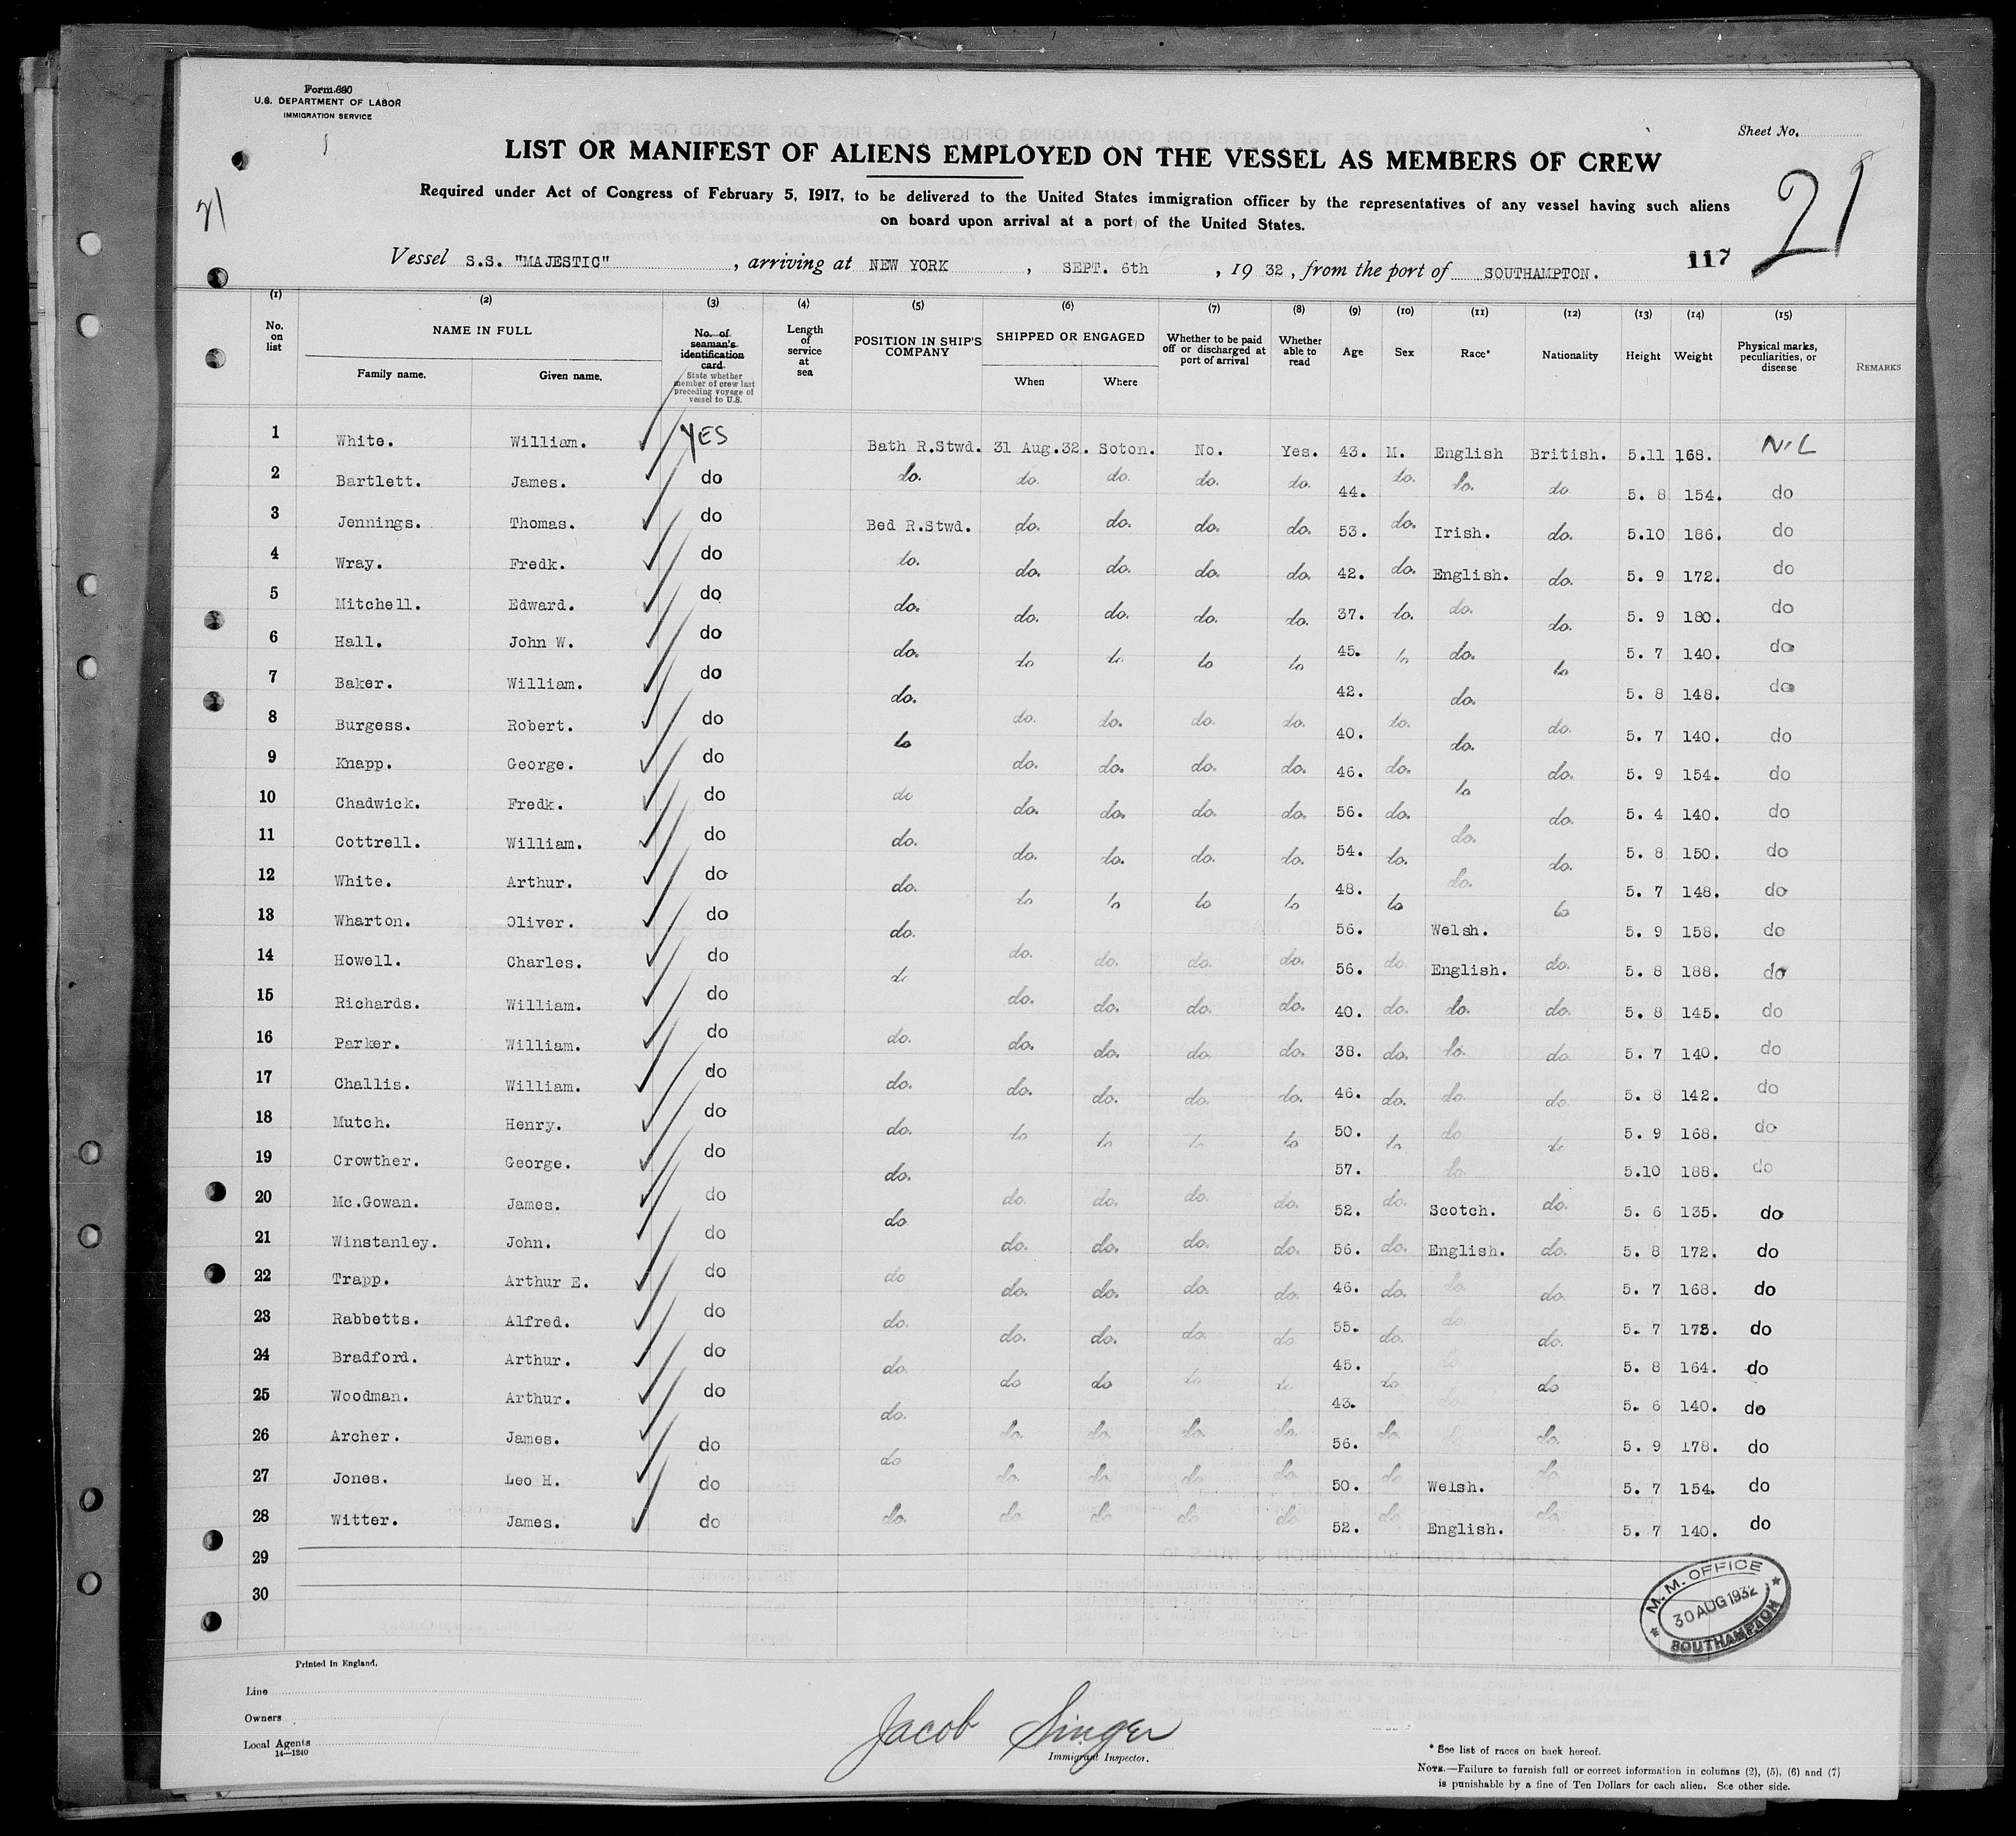 Form 680
U.S. DEPARTMENT OF LABOR
IMMIGRATION SERVICE
Sheet No.
LIST OR MANIFEST OF ALIENS EMPLOYED ON THE VESSEL AS MEMBERS OF CREW
21
21
Required under Act of Congress of February 5, 1917, to be delivered to the United States immigration officer by the representatives of any vessel having such aliens
on board upon arrival at a port of the United States.
117
Vessel S.S. "MAJESTIC", arriving at NEW YORK, SEPT. 6th, 1932, from the port of SOUTHAMPTON.
(1) (2) (3) (4) (5) (6) (7) (8) (9) (10) (11) (12) (13) (14) (15)
No. on list NAME IN FULL Family name. Given name. No. of seaman's identification card State whether member of crew last preceding voyage of vessel to U.S. Length of service at sea POSITION IN SHIP'S COMPANY SHIPPED OR ENGAGED When Where Whether to be paid off or discharged at port of arrival Whether able to read Age Sex Race* Nationality Height Weight Physical marks, peculiarities, or disease REMARKS
1 White. William. YES Bath R.Stwd. 31 Aug.32. Soton. No. Yes. 43. M. English British. 5.11 168. NIL
2 Bartlett. James. do do. do. do. do. do. 44. do. do. do 5. 8 154. do
3 Jennings. Thomas. do Bed R.Stwd. do. do. do. do. 53. do. Irish. do. 5.10 186. do
4 Wray. Fredk. do do. do. do. do. do. 42. do. English. do. 5. 9 172. do
5 Mitchell. Edward. do do. do. do. do. do. 37. do. do. do. 5. 9 180. do
6 Hall. John W. do do. do do do do 45. do do. do 5. 7 140. do
7 Baker. William. do do. 42. do. 5. 8 148. do
8 Burgess. Robert. do do do. do. do. do. 40. do. do. do. 5. 7 140. do
9 Knapp. George. do do. do. do. do. 46. do. do do. 5. 9 154. do
10 Chadwick. Fredk. do do do. do. do. do. 56. do. do. 5. 4 140. do
11 Cottrell. William. do do. do. do. do. do. 54. do. do. do. 5. 8 150. do
12 White. Arthur. do do. do do do do 48. do do. do 5. 7 148. do
13 Wharton. Oliver. do do. 56. Welsh. 5. 9 158. do
14 Howell. Charles. do do do. do. do. do. 56. do. English. do. 5. 8 188. do
15 Richards. William. do do. do. do. do. 40. do. do. do. 5. 8 145. do
16 Parker. William. do do. do. do. do. do. 38. do. do. do. 5. 7 140. do
17 Challis. William. do do. do. do. do. do. 46. do. do do. 5. 8 142. do
18 Mutch. Henry. do do. do do do do 50. do do do 5. 9 168. do
19 Crowther. George. do do. 57. do. 5.10 188. do
20 Mc.Gowan. James. do do do. do. do. do. 52. do. Scotch. do. 5. 6 135. do
21 Winstanley. John. do do. do. do. do. 56. do. English. do. 5. 8 172. do
22 Trapp. Arthur E. do do do. do. do. do. 46. do. do. do. 5. 7 168. do
23 Rabbetts. Alfred. do do. do. do. do. do 55. do. do. do. 5. 7 175. do
24 Bradford. Arthur. do do. do do do do 45. do do 5. 8 164. do
25 Woodman. Arthur. do do. 43. 5. 6 140. do
26 Archer. James. do do do. do. do. do. 56. do. do. 5. 9 178. do
27 Jones. Leo H. do do. do. do. do. 50. do Welsh. do. 5. 7 154. do
28 Witter. James. do do. do do do do 52. do English. do. 5. 7 140. do
29
30
M. M. OFFICE
30 AUG 1932
SOUTHAMPTON
Printed in England.
Line
Owners
Local Agents
14—1240
Jacob Singer
Immigrant Inspector.
* See list of races on back hereof.
NOTE.—Failure to furnish full or correct information in columns (2), (5), (6) and (7)
is punishable by a fine of Ten Dollars for each alien. See other side.